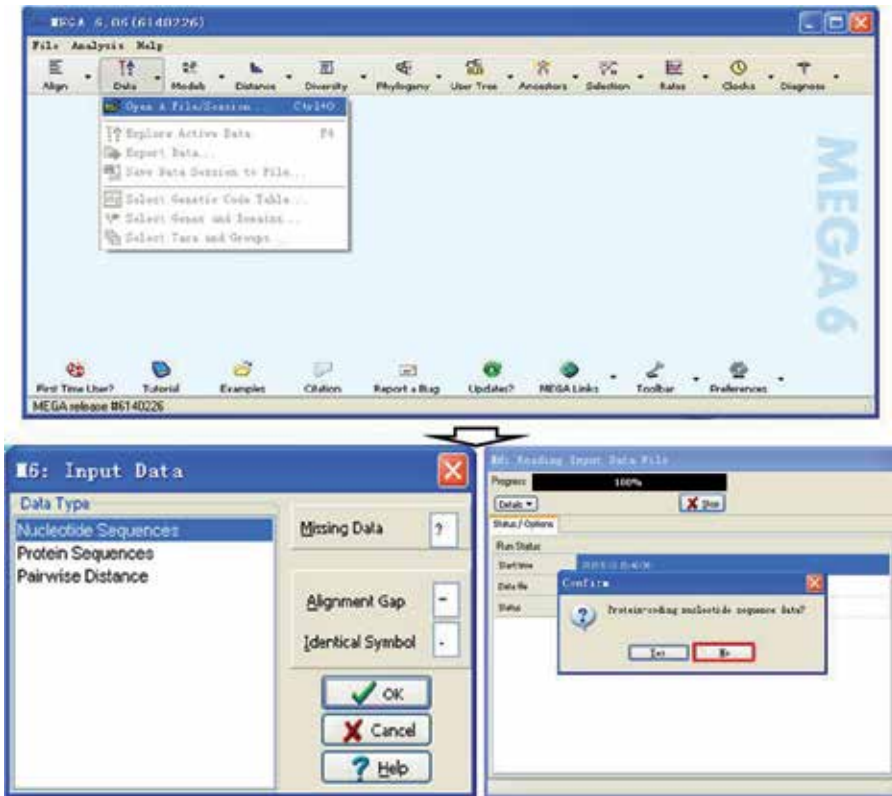 MEGA 6.06(6140226)
File Analysis Help
Align Data Models Distance Diversity Phylogeny User Tree Ancestors Selection Rates Clocks Diagnose
Open A File/Session... Ctrl+O
Explore Active Data F4
Export Data...
Save Data Session to File...
Select Genetic Code Table...
Select Genes and Domains...
Select Taxa and Groups...
MEGA6
First Time User? Tutorial Examples Citation Report a Bug Updates? MEGA Links Toolbar Preferences
MEGA release #6140226
M6: Input Data
Data Type
Nucleotide Sequences
Protein Sequences
Pairwise Distance
Missing Data ?
Alignment Gap -
Identical Symbol .
OK
Cancel
Help
M6: Reading Input Data File
Progress 100%
Details Stop
Status / Options
Run Status
Start time
Data file
Status
Confirm
Protein-coding nucleotide sequence data?
Yes No